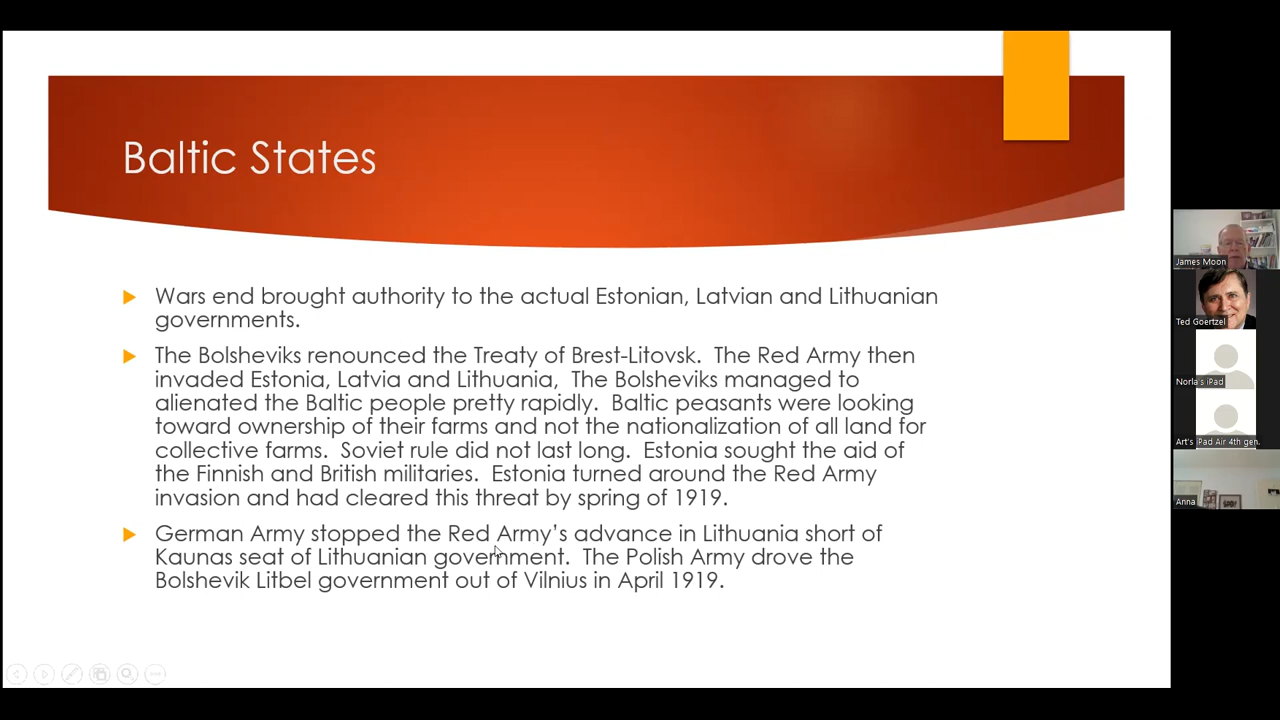 Baltic States
Wars end brought authority to the actual Estonian, Latvian and Lithuanian
governments.
The Bolsheviks renounced the Treaty of Brest-Litovsk. The Red Army then
invaded Estonia, Latvia and Lithuania, The Bolsheviks managed to
alienated the Baltic people pretty rapidly. Baltic peasants were looking
toward ownership of their farms and not the nationalization of all land for
collective farms. Soviet rule did not last long. Estonia sought the aid of
the Finnish and British militaries. Estonia turned around the Red Army
invasion and had cleared this threat by spring of 1919.
German Army stopped the Red Army's advance in Lithuania short of
Kaunas seat of Lithuanian government. The Polish Army drove the
Bolshevik Litbel government out of Vilnius in April 1919.
James Moon
Ted Goertzel
Norla's iPad
Art's iPad Air 4th gen.
Anna